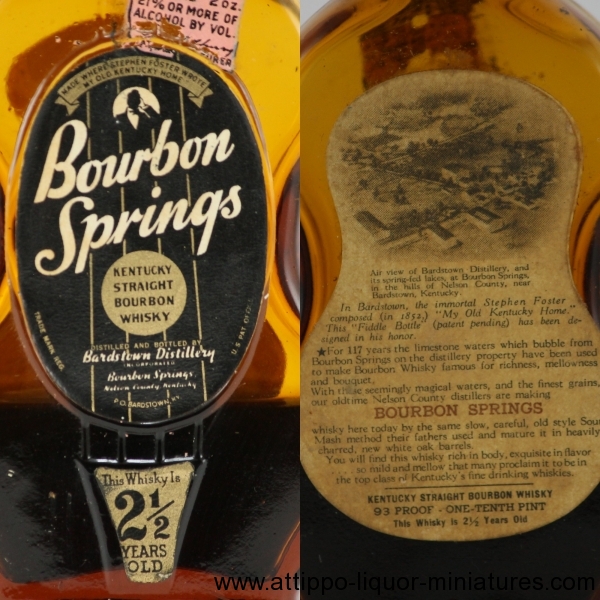 2 oz.
21% OR MORE OF
ALCOHOL BY VOL.
MADE WHERE STEPHEN FOSTER WROTE
MY OLD KENTUCKY HOME
Bourbon
Springs
KENTUCKY
STRAIGHT
BOURBON
WHISKY
TRADE MARK REG.
U.S. PAT. OFF.
DISTILLED AND BOTTLED BY
Bardstown Distillery
INCORPORATED
Bourbon Springs
Nelson County, Kentucky
P.O. BARDSTOWN, KY.
This Whisky Is
2½
YEARS
OLD
Air view of Bardstown Distillery, and
its spring-fed lakes, at Bourbon Springs,
in the hills of Nelson County, near
Bardstown, Kentucky.
In Bardstown, the immortal Stephen Foster
composed (in 1852,) "My Old Kentucky Home."
This "Fiddle Bottle" (patent pending) has been de-
signed in his honor.
★For 117 years the limestone waters which bubble from
Bourbon Springs on the distillery property have been used
to make Bourbon Whisky famous for richness, mellowness
and bouquet.
With these seemingly magical waters, and the finest grains,
our oldtime Nelson County distillers are making
BOURBON SPRINGS
whisky here today by the same slow, careful, old style Sour
Mash method their fathers used and mature it in heavily
charred, new white oak barrels.
You will find this whisky rich in body, exquisite in flavor
so mild and mellow that many proclaim it to be in
the top class of Kentucky's fine drinking whiskies.
KENTUCKY STRAIGHT BOURBON WHISKY
93 PROOF - ONE-TENTH PINT
This Whisky is 2½ Years Old
www.attippo-liquor-miniatures.com